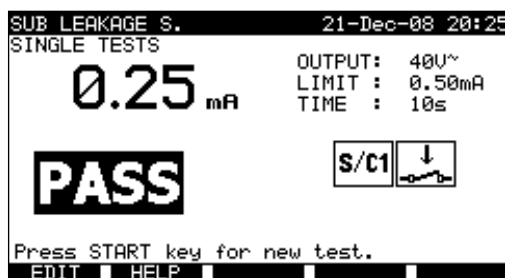 SUB LEAKAGE S. 21-Dec-08 20:25
SINGLE TESTS
0.25 mA
OUTPUT: 40V~
LIMIT : 0.50mA
TIME : 10s
PASS
S/C1
Press START key for new test.
EDIT HELP